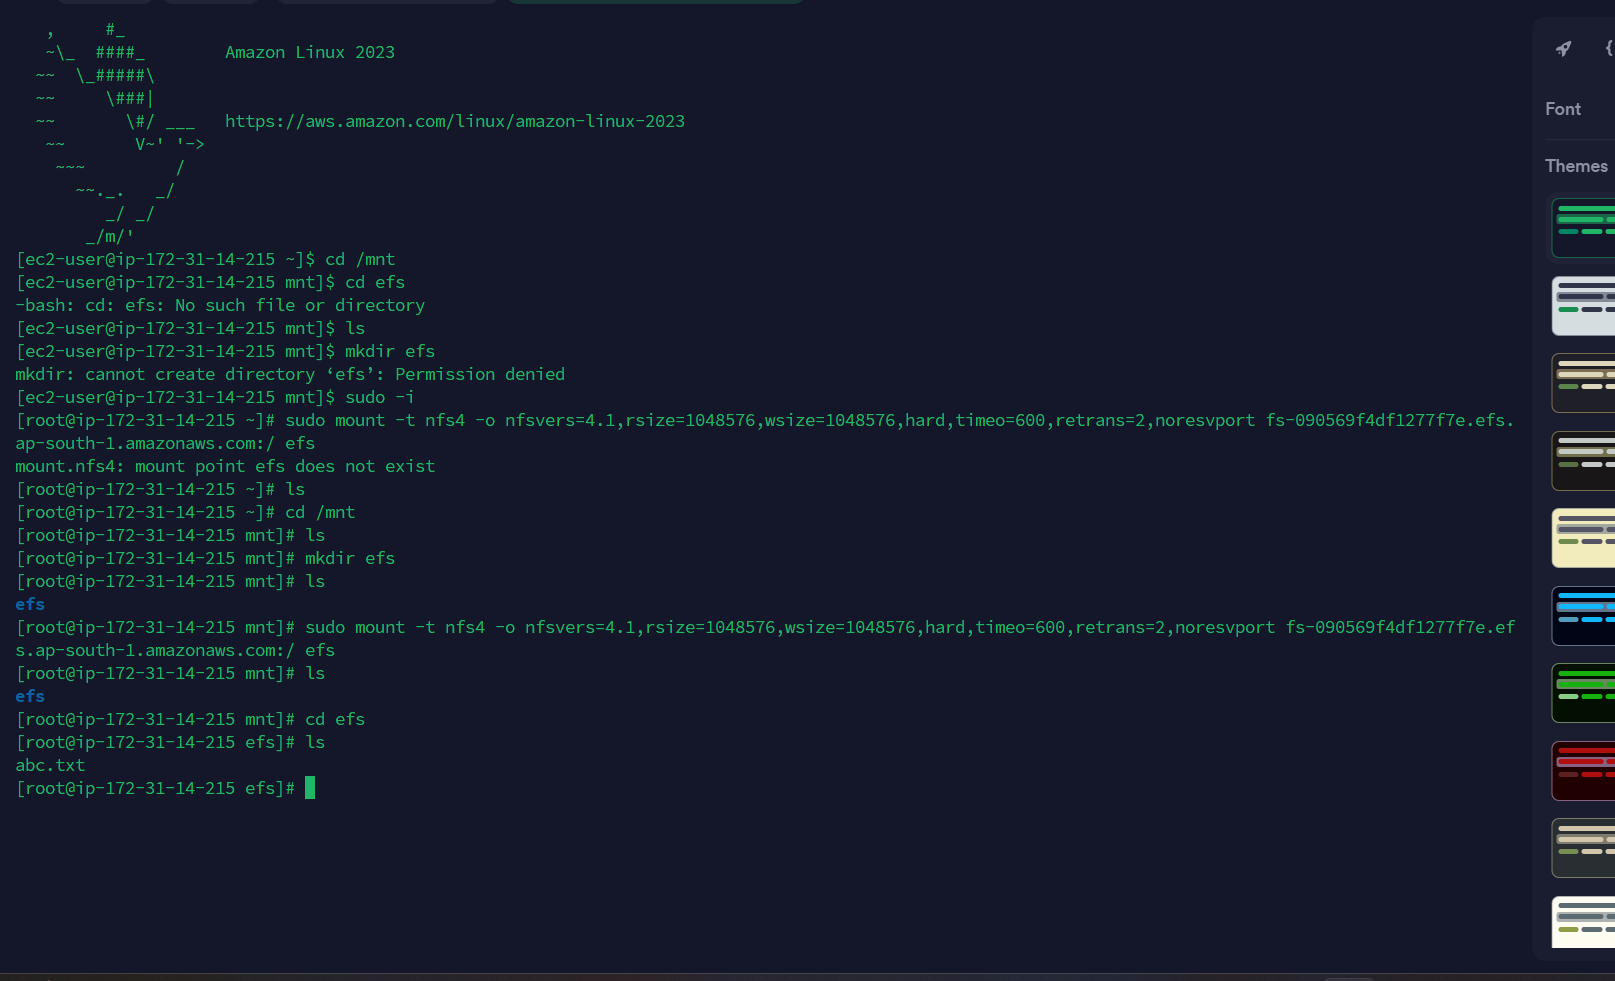 ,     #_
   ~\_  ####_        Amazon Linux 2023
  ~~  \_#####\
  ~~     \###|
  ~~       \#/ ___   https://aws.amazon.com/linux/amazon-linux-2023
   ~~       V~' '->
    ~~~         /
      ~~._.   _/
         _/ _/
       _/m/'
[ec2-user@ip-172-31-14-215 ~]$ cd /mnt
[ec2-user@ip-172-31-14-215 mnt]$ cd efs
-bash: cd: efs: No such file or directory
[ec2-user@ip-172-31-14-215 mnt]$ ls
[ec2-user@ip-172-31-14-215 mnt]$ mkdir efs
mkdir: cannot create directory ‘efs’: Permission denied
[ec2-user@ip-172-31-14-215 mnt]$ sudo -i
[root@ip-172-31-14-215 ~]# sudo mount -t nfs4 -o nfsvers=4.1,rsize=1048576,wsize=1048576,hard,timeo=600,retrans=2,noresvport fs-090569f4df1277f7e.efs.
ap-south-1.amazonaws.com:/ efs
mount.nfs4: mount point efs does not exist
[root@ip-172-31-14-215 ~]# ls
[root@ip-172-31-14-215 ~]# cd /mnt
[root@ip-172-31-14-215 mnt]# ls
[root@ip-172-31-14-215 mnt]# mkdir efs
[root@ip-172-31-14-215 mnt]# ls
efs
[root@ip-172-31-14-215 mnt]# sudo mount -t nfs4 -o nfsvers=4.1,rsize=1048576,wsize=1048576,hard,timeo=600,retrans=2,noresvport fs-090569f4df1277f7e.ef
s.ap-south-1.amazonaws.com:/ efs
[root@ip-172-31-14-215 mnt]# ls
efs
[root@ip-172-31-14-215 mnt]# cd efs
[root@ip-172-31-14-215 efs]# ls
abc.txt
[root@ip-172-31-14-215 efs]#
Font
Themes